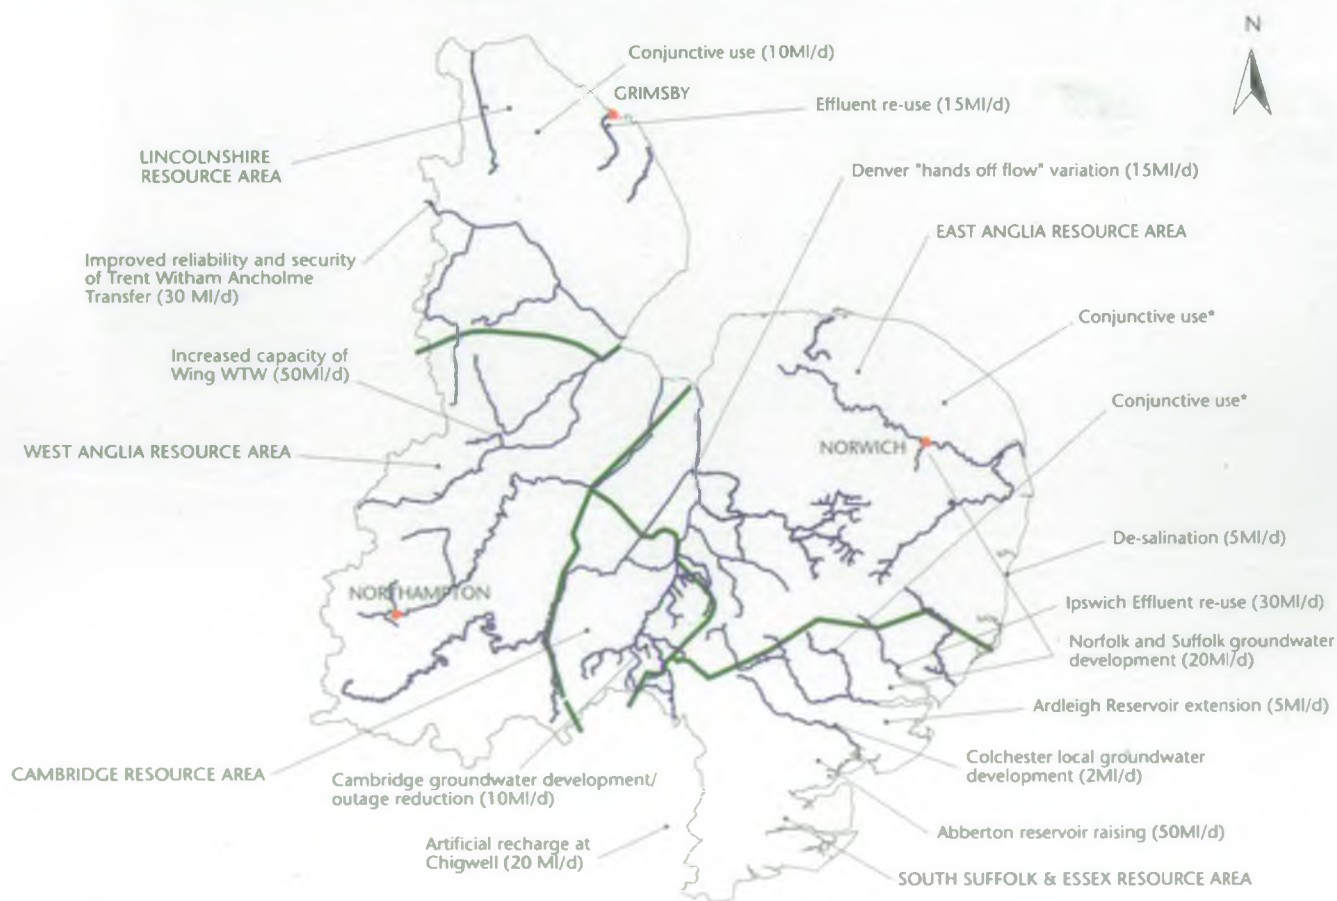 N
Conjunctive use (10Ml/d)
GRIMSBY
Effluent re-use (15Ml/d)
LINCOLNSHIRE
RESOURCE AREA
Denver "hands off flow" variation (15Ml/d)
EAST ANGLIA RESOURCE AREA
Improved reliability and security
of Trent Witham Ancholme
Transfer (30 Ml/d)
Conjunctive use*
Increased capacity of
Wing WTW (50Ml/d)
Conjunctive use*
WEST ANGLIA RESOURCE AREA
NORWICH
De-salination (5Ml/d)
NORTHAMPTON
Ipswich Effluent re-use (30Ml/d)
Norfolk and Suffolk groundwater
development (20Ml/d)
Ardleigh Reservoir extension (5Ml/d)
CAMBRIDGE RESOURCE AREA
Cambridge groundwater development/
outage reduction (10Ml/d)
Colchester local groundwater
development (2Ml/d)
Artificial recharge at
Chigwell (20 Ml/d)
Abberton reservoir raising (50Ml/d)
SOUTH SUFFOLK & ESSEX RESOURCE AREA